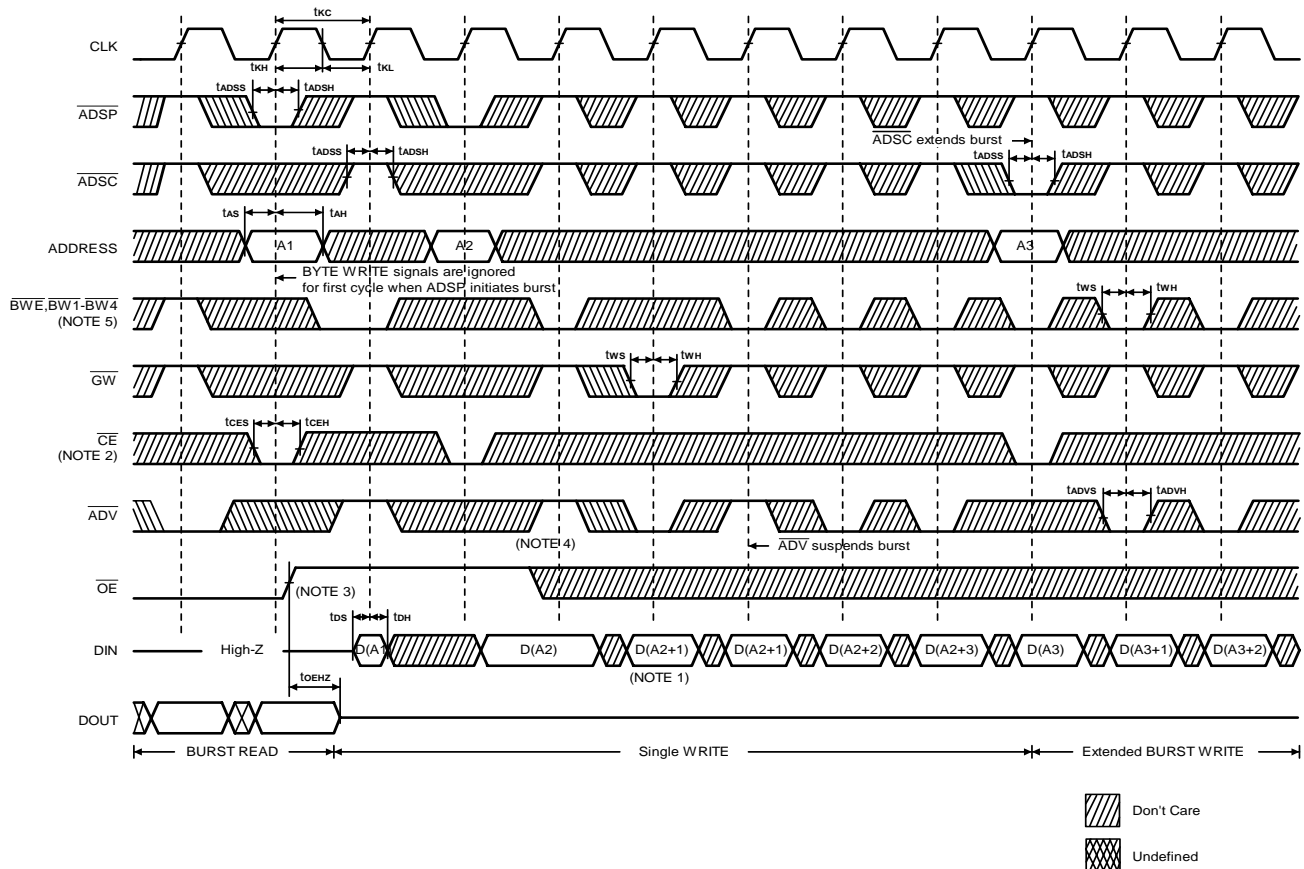 tKC
CLK
tKH tKL
tADSS tADSH
ADSP
ADSC extends burst
tADSS tADSH tADSS tADSH
ADSC
tAS tAH
ADDRESS A1 A2 A3
BYTE WRITE signals are ignored
for first cycle when ADSP initiates burst
BWE,BW1-BW4
(NOTE 5)
tWS tWH
tWS tWH
GW
tCES tCEH
CE
(NOTE 2)
tADVS tADVH
ADV
(NOTE 4) ADV suspends burst
OE (NOTE 3)
tDS tDH
DIN High-Z D(A1 D(A2) D(A2+1) D(A2+1) D(A2+2) D(A2+3) D(A3) D(A3+1) D(A3+2)
(NOTE 1)
tOEHZ
DOUT
BURST READ Single WRITE Extended BURST WRITE
Don't Care
Undefined